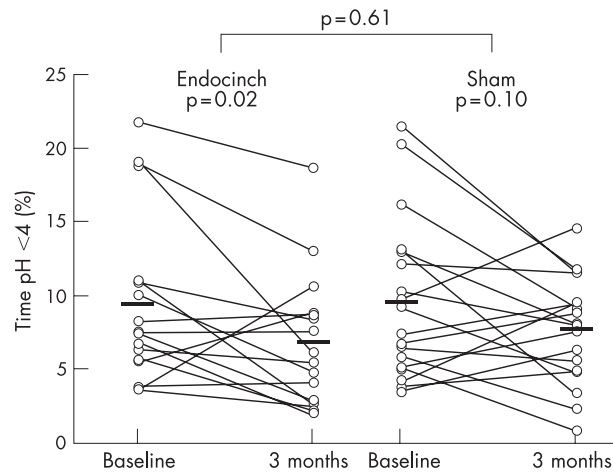 p=0.61
Endocinch
p=0.02
Sham
p=0.10
Time pH <4 (%)
25
20
15
10
5
0
Baseline
3 months
Baseline
3 months